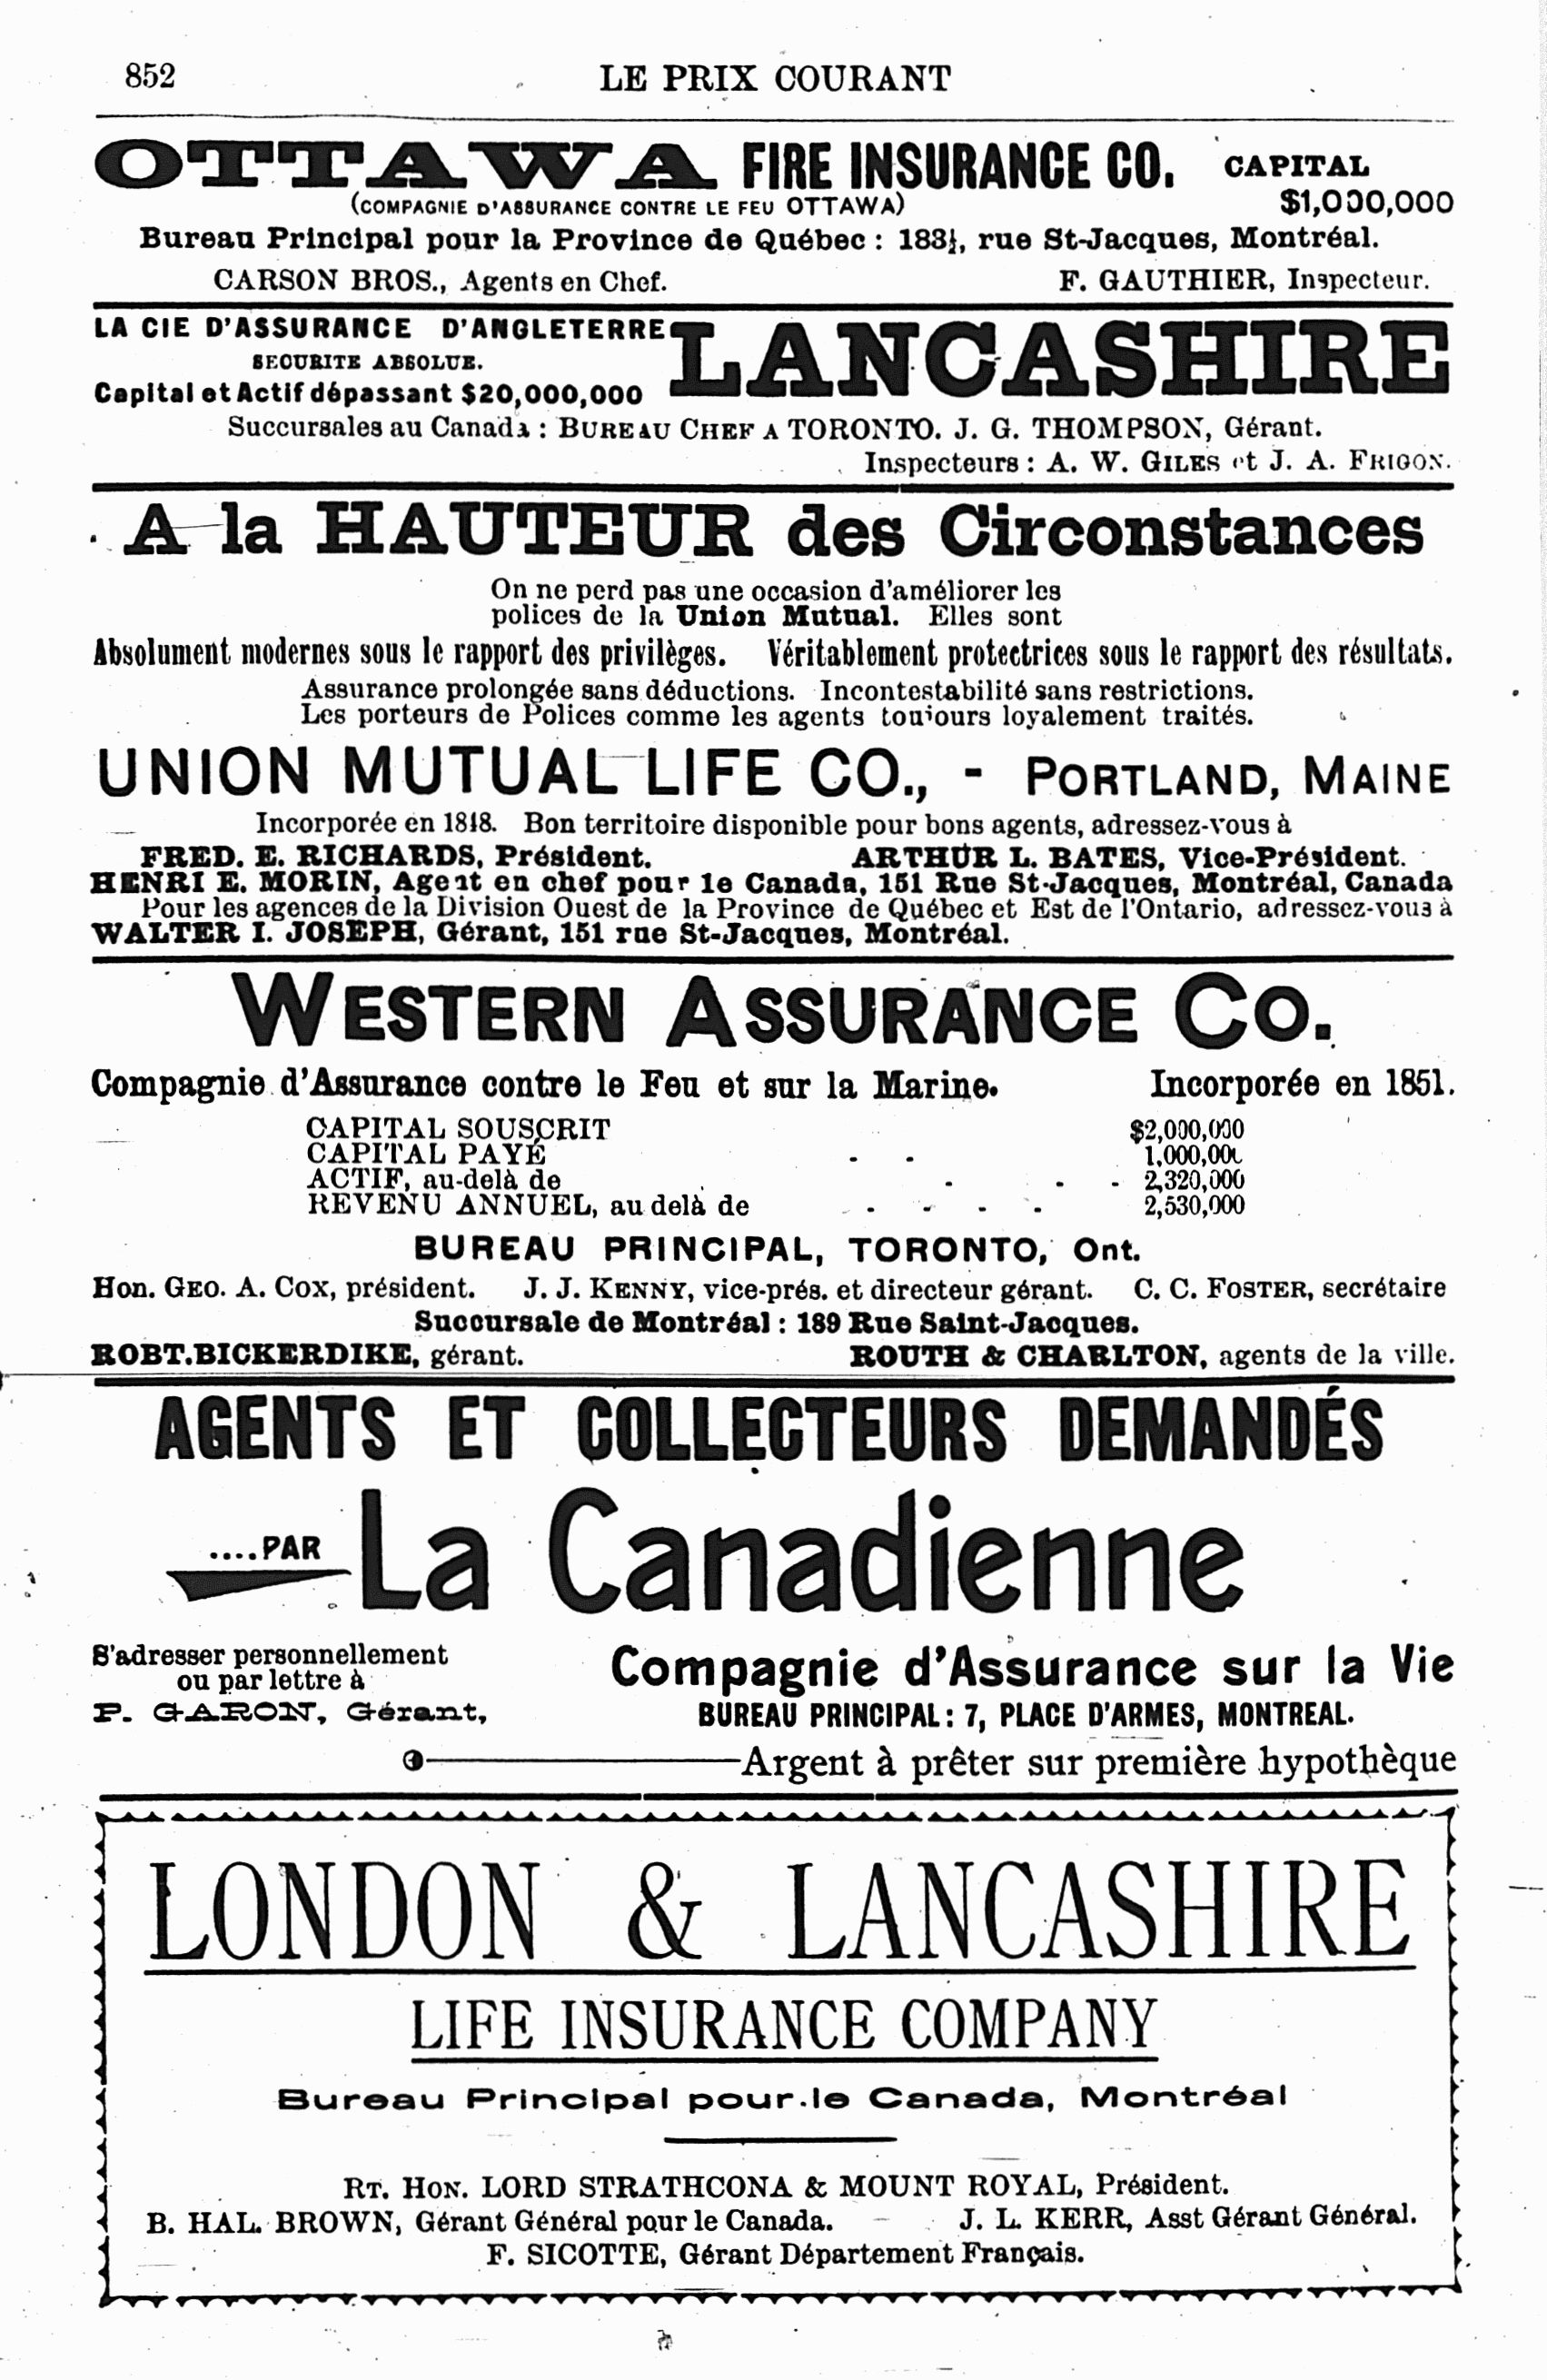 852
LE PRIX COURANT
OTTAWA FIRE INSURANCE CO. CAPITAL
(COMPAGNIE D'ASSURANCE CONTRE LE FEU OTTAWA) $1,000,000
Bureau Principal pour la Province de Québec : 183½, rue St-Jacques, Montréal.
CARSON BROS., Agents en Chef. F. GAUTHIER, Inspecteur.
LA CIE D'ASSURANCE D'ANGLETERRE LANCASHIRE
SECURITE ABSOLUE.
Capital et Actif dépassant $20,000,000
Succursales au Canada : BUREAU CHEF A TORONTO. J. G. THOMPSON, Gérant.
Inspecteurs : A. W. GILES et J. A. FRIGON.
A la HAUTEUR des Circonstances
On ne perd pas une occasion d'améliorer les
polices de la Union Mutual. Elles sont
Absolument modernes sous le rapport des privilèges. Véritablement protectrices sous le rapport des résultats.
Assurance prolongée sans déductions. Incontestabilité sans restrictions.
Les porteurs de Polices comme les agents toujours loyalement traités.
UNION MUTUAL LIFE CO., - PORTLAND, MAINE
Incorporée en 1848. Bon territoire disponible pour bons agents, adressez-vous à
FRED. E. RICHARDS, Président. ARTHUR L. BATES, Vice-Président.
HENRI E. MORIN, Agent en chef pour le Canada, 151 Rue St-Jacques, Montréal, Canada
Pour les agences de la Division Ouest de la Province de Québec et Est de l'Ontario, adressez-vous à
WALTER I. JOSEPH, Gérant, 151 rue St-Jacques, Montréal.
WESTERN ASSURANCE CO.
Compagnie d'Assurance contre le Feu et sur la Marine. Incorporée en 1851.
CAPITAL SOUSCRIT $2,000,000
CAPITAL PAYÉ - - 1,000,000
ACTIF, au-delà de - - - 2,320,000
REVENU ANNUEL, au delà de - - - - 2,530,000
BUREAU PRINCIPAL, TORONTO, Ont.
Hon. GEO. A. COX, président. J. J. KENNY, vice-prés. et directeur gérant. C. C. FOSTER, secrétaire
Succursale de Montréal : 189 Rue Saint-Jacques.
ROBT. BICKERDIKE, gérant. ROUTH & CHARLTON, agents de la ville.
AGENTS ET COLLECTEURS DEMANDÉS
....PAR La Canadienne
S'adresser personnellement
ou par lettre à
P. GARON, Gérant,
Compagnie d'Assurance sur la Vie
BUREAU PRINCIPAL : 7, PLACE D'ARMES, MONTREAL.
Argent à prêter sur première hypothèque
LONDON & LANCASHIRE
LIFE INSURANCE COMPANY
Bureau Principal pour le Canada, Montréal
RT. HON. LORD STRATHCONA & MOUNT ROYAL, Président.
B. HAL. BROWN, Gérant Général pour le Canada. J. L. KERR, Asst Gérant Général.
F. SICOTTE, Gérant Département Français.